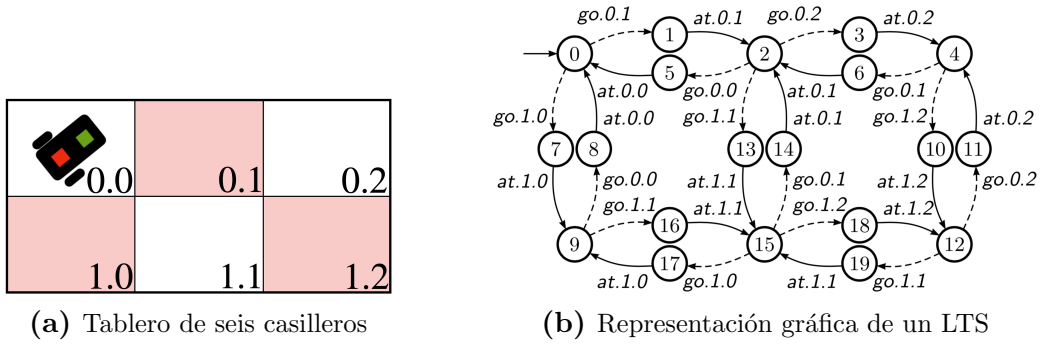 0.0 0.1 0.2
1.0 1.1 1.2
(a) Tablero de seis casilleros
go.0.1 at.0.1 go.0.2 at.0.2
0 1 2 3 4
5 6
at.0.0 go.0.0 at.0.1 go.0.1
go.1.0 at.0.0 go.1.1 at.0.1 go.1.2 at.0.2
7 8 13 14 10 11
at.1.0 go.0.0 at.1.1 go.0.1 at.1.2 go.0.2
go.1.1 at.1.1 go.1.2 at.1.2
9 16 15 18 12
17 19
at.1.0 go.1.0 at.1.1 go.1.1
(b) Representación gráfica de un LTS